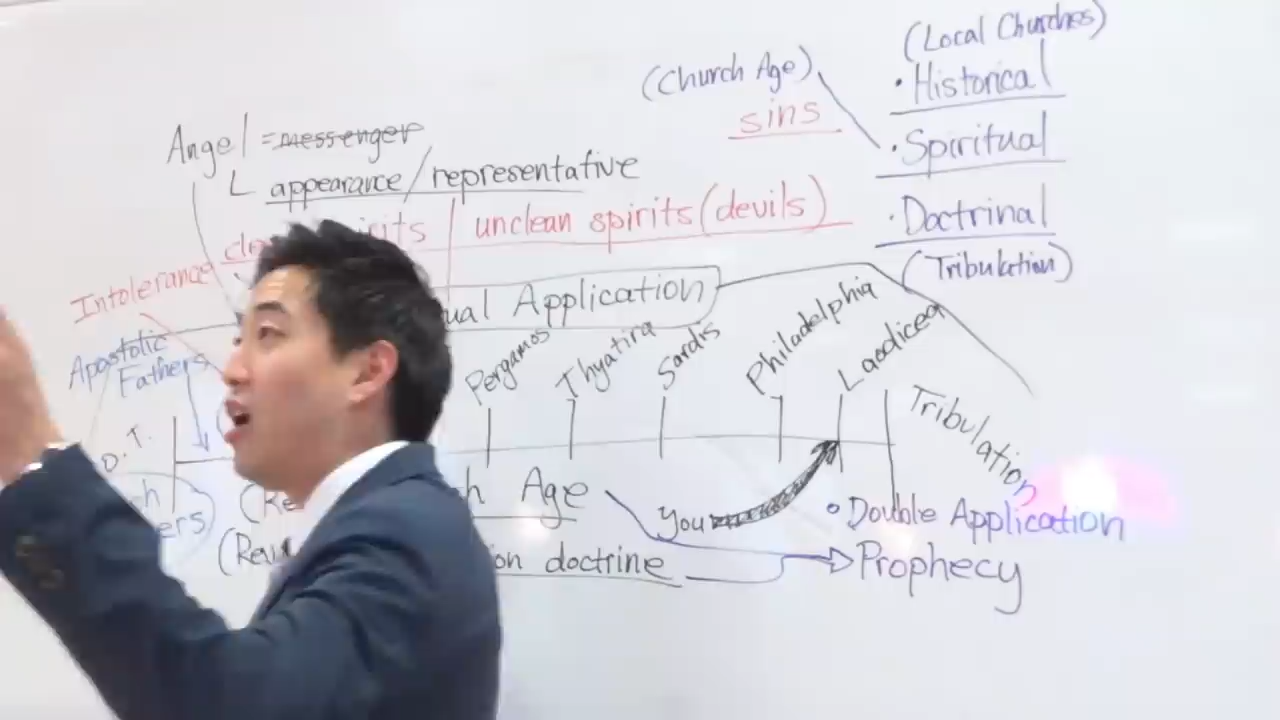 (Local Churches)
· Historical
(Church Age)
sins
· Spiritual
Angel = messenger
L appearance / representative
unclean spirits (devils)
· Doctrinal
(Tribulation)
Intolerance
Application
Apostolic
Fathers
Pergamos
Thyatira
Sardis
Philadelphia
Laodicea
Tribulation
O.T.
Age
You
· Double Application
doctrine
Prophecy